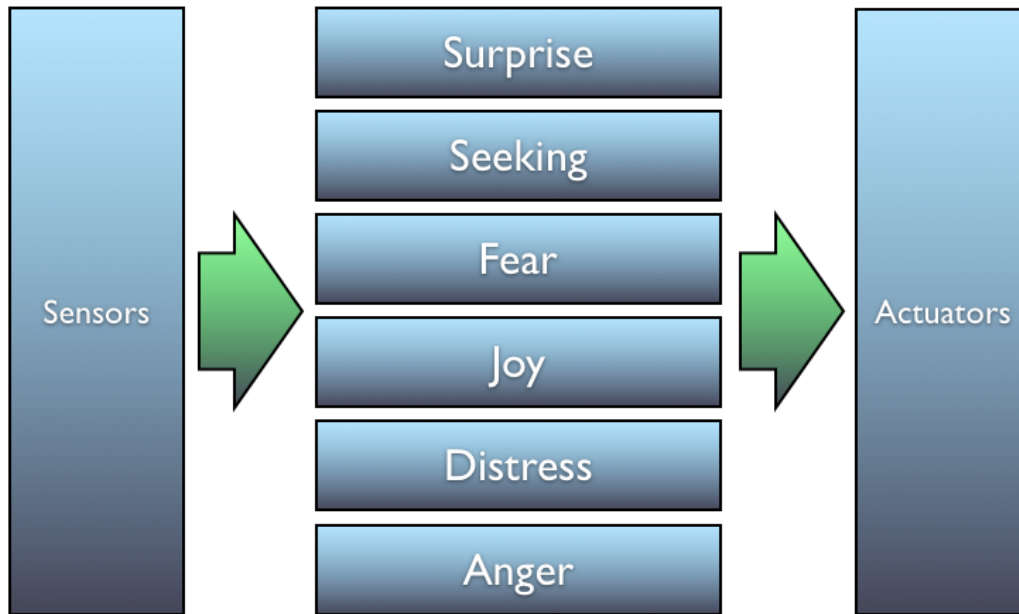 Sensors
Surprise
Seeking
Fear
Joy
Distress
Anger
Actuators